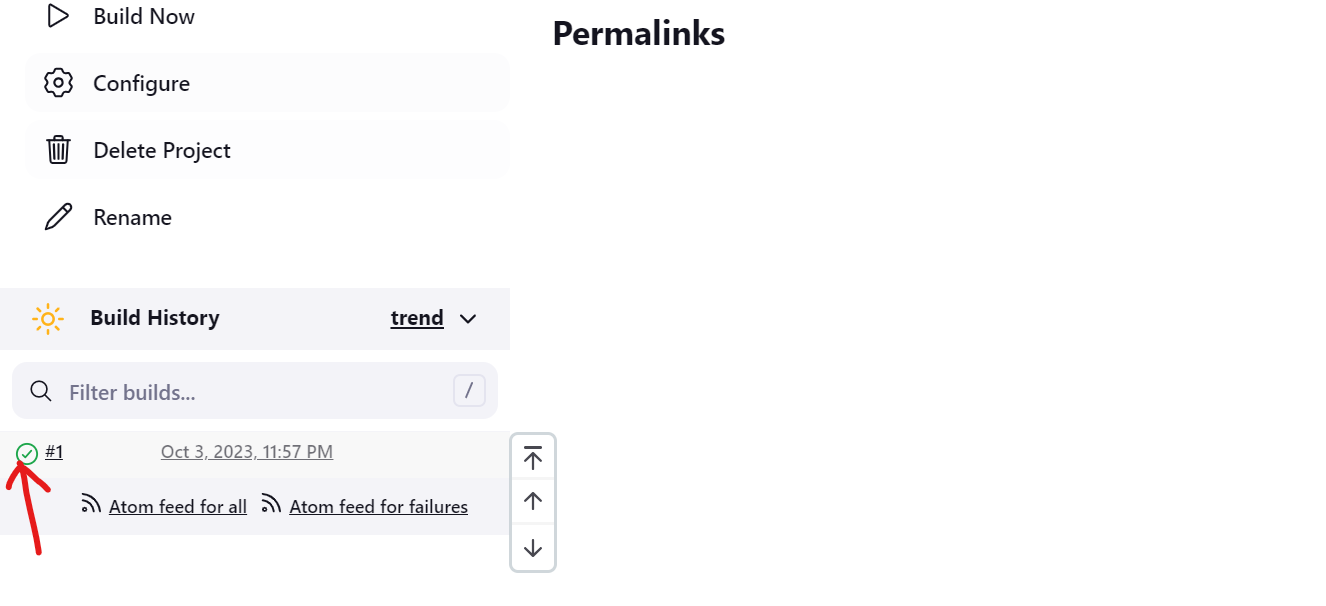 Build Now
Permalinks
Configure
Delete Project
Rename
Build History trend
Filter builds... /
#1 Oct 3, 2023, 11:57 PM
Atom feed for all Atom feed for failures